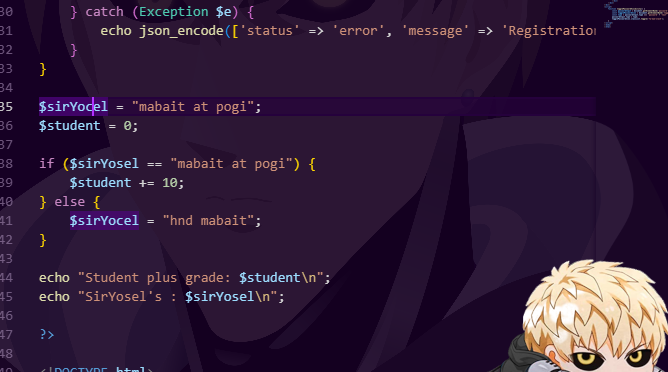 30 } catch (Exception $e) {
31 echo json_encode(['status' => 'error', 'message' => 'Registration
32 }
33 }
34
35 $sirYocel = "mabait at pogi";
36 $student = 0;
37
38 if ($sirYosel == "mabait at pogi") {
39 $student += 10;
40 } else {
41 $sirYocel = "hnd mabait";
42 }
43
44 echo "Student plus grade: $student\n";
45 echo "SirYosel's : $sirYosel\n";
46
47 ?>
48
49 <!DOCTYPE html>